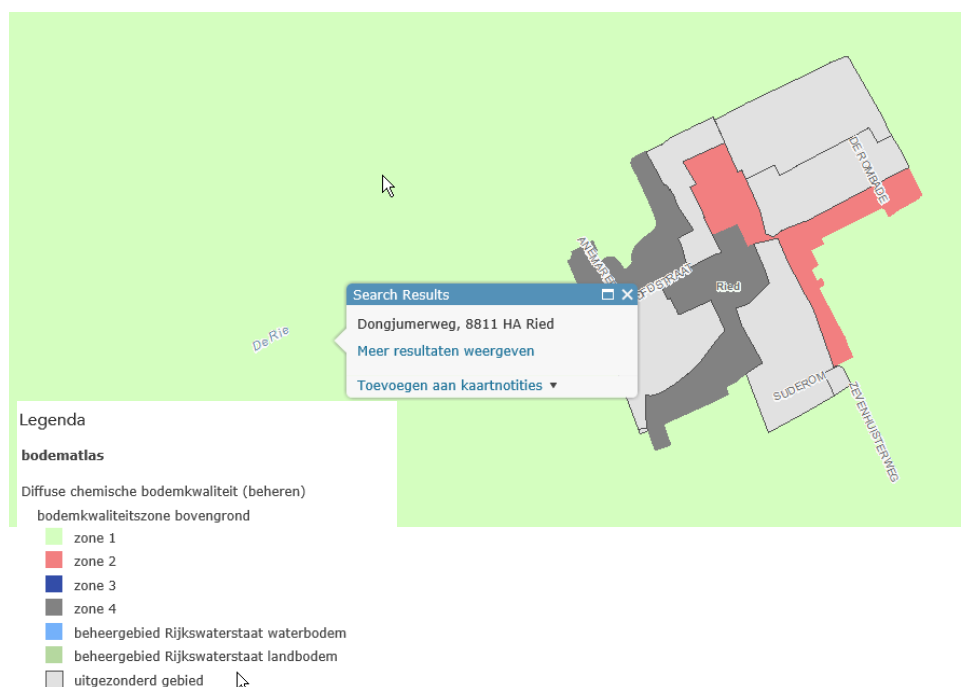 DE ROMBADE
ANEMARE
OFDSTRAAT
Ried
Search Results
Dongjumerweg, 8811 HA Ried
Meer resultaten weergeven
Toevoegen aan kaartnotities
De Rie
SUDEROM
ZEVENHUISTERWEG
Legenda
bodematlas
Diffuse chemische bodemkwaliteit (beheren)
bodemkwaliteitszone bovengrond
zone 1
zone 2
zone 3
zone 4
beheergebied Rijkswaterstaat waterbodem
beheergebied Rijkswaterstaat landbodem
uitgezonderd gebied